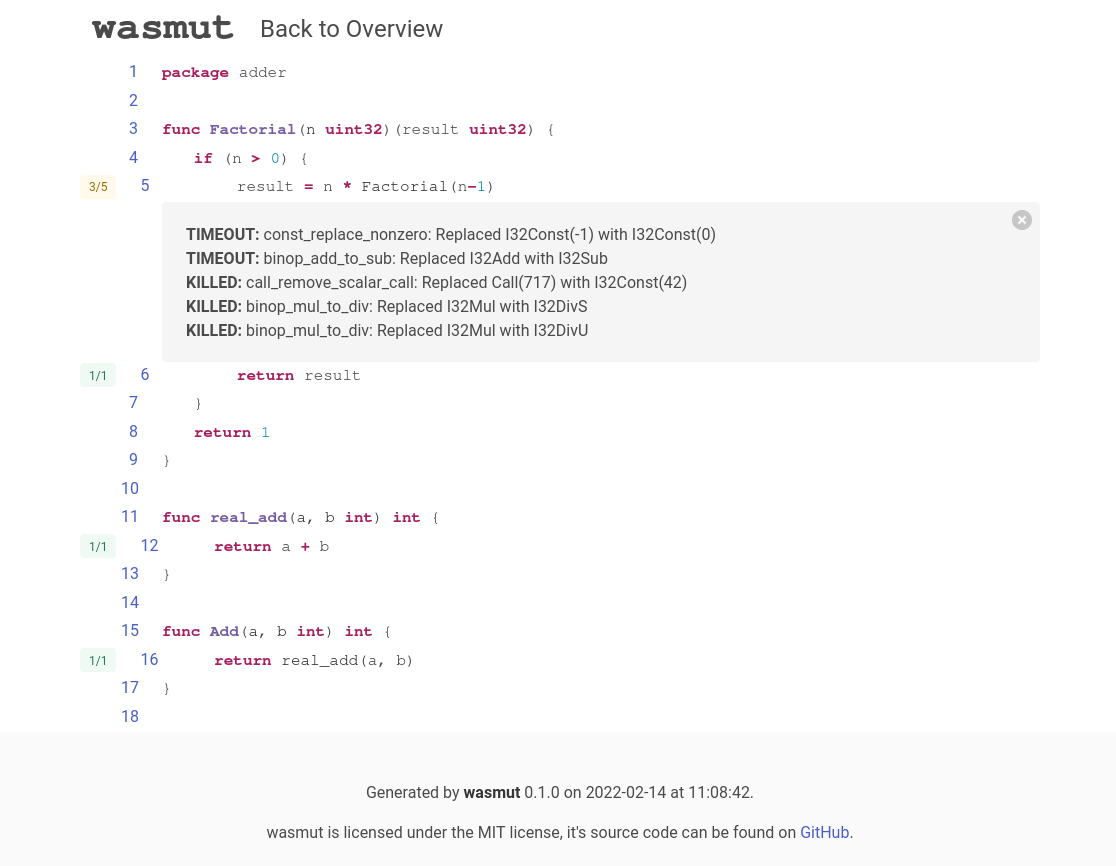 wasmut Back to Overview
1 package adder
2
3 func Factorial(n uint32)(result uint32) {
4 if (n > 0) {
3/5 5 result = n * Factorial(n-1)
TIMEOUT: const_replace_nonzero: Replaced I32Const(-1) with I32Const(0)
TIMEOUT: binop_add_to_sub: Replaced I32Add with I32Sub
KILLED: call_remove_scalar_call: Replaced Call(717) with I32Const(42)
KILLED: binop_mul_to_div: Replaced I32Mul with I32DivS
KILLED: binop_mul_to_div: Replaced I32Mul with I32DivU
1/1 6 return result
7 }
8 return 1
9 }
10
11 func real_add(a, b int) int {
1/1 12 return a + b
13 }
14
15 func Add(a, b int) int {
1/1 16 return real_add(a, b)
17 }
18
Generated by wasmut 0.1.0 on 2022-02-14 at 11:08:42.
wasmut is licensed under the MIT license, it's source code can be found on GitHub.